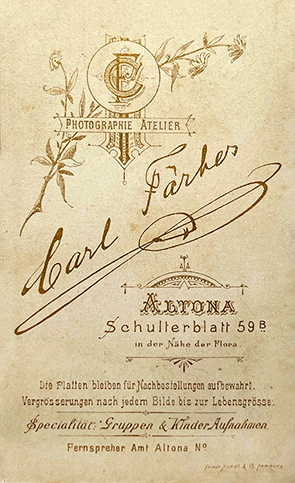 CF
PHOTOGRAPHIE ATELIER
Carl Färber
ALTONA
Schulterblatt 59B
in der Nähe der Flora.
Die Platten bleiben für Nachbestellungen aufbewahrt.
Vergrösserungen nach jedem Bilde bis zur Lebensgrösse.
Specialität: Gruppen & Kinder Aufnahmen
Fernspreher Amt Altona No